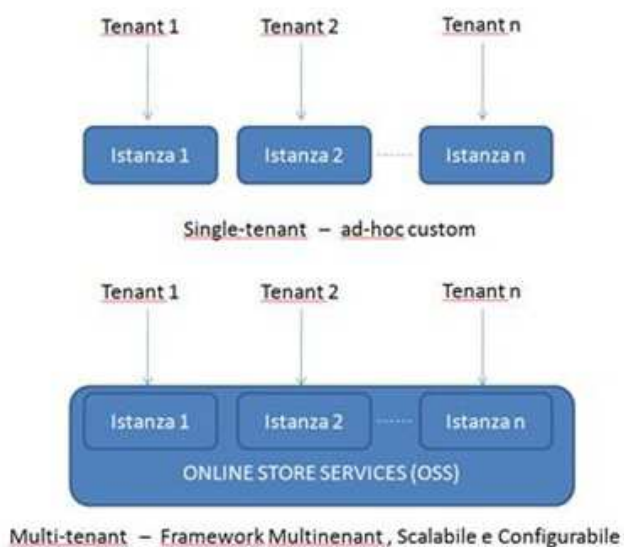 Tenant 1 Tenant 2 Tenant n
Istanza 1 Istanza 2 Istanza n
Single-tenant – ad-hoc custom
Tenant 1 Tenant 2 Tenant n
Istanza 1 Istanza 2 Istanza n
ONLINE STORE SERVICES (OSS)
Multi-tenant – Framework Multinenant , Scalabile e Configurabile